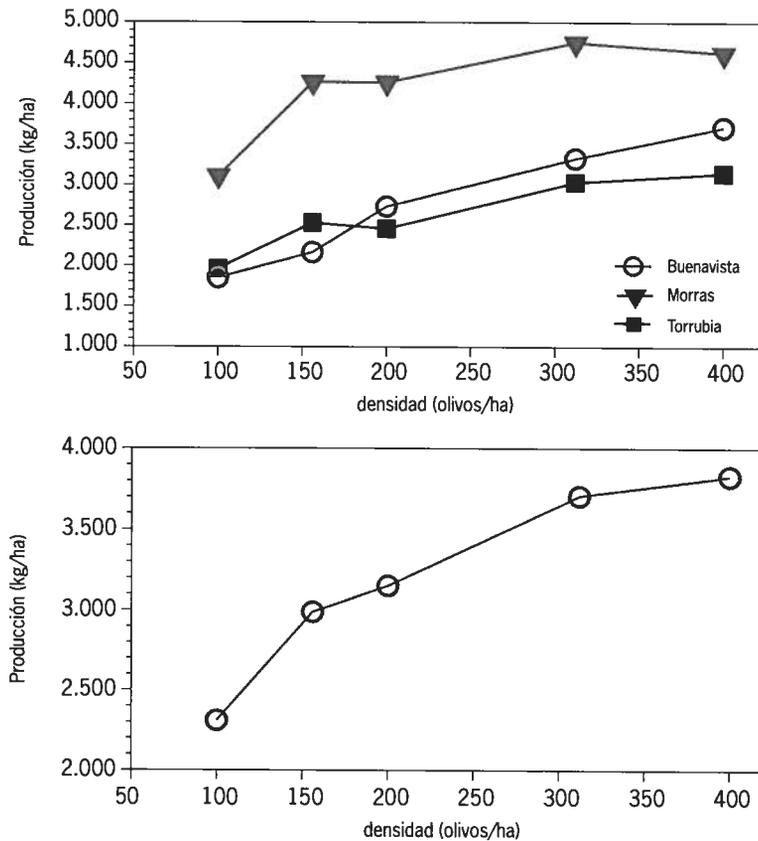 5.000
4.500
4.000
3.500
3.000
2.500
2.000
1.500
1.000
Producción (kg/ha)
Buenavista
Morras
Torrubia
50 100 150 200 250 300 350 400
densidad (olivos/ha)
4.000
3.500
3.000
2.500
2.000
Producción (kg/ha)
50 100 150 200 250 300 350 400
densidad (olivos/ha)